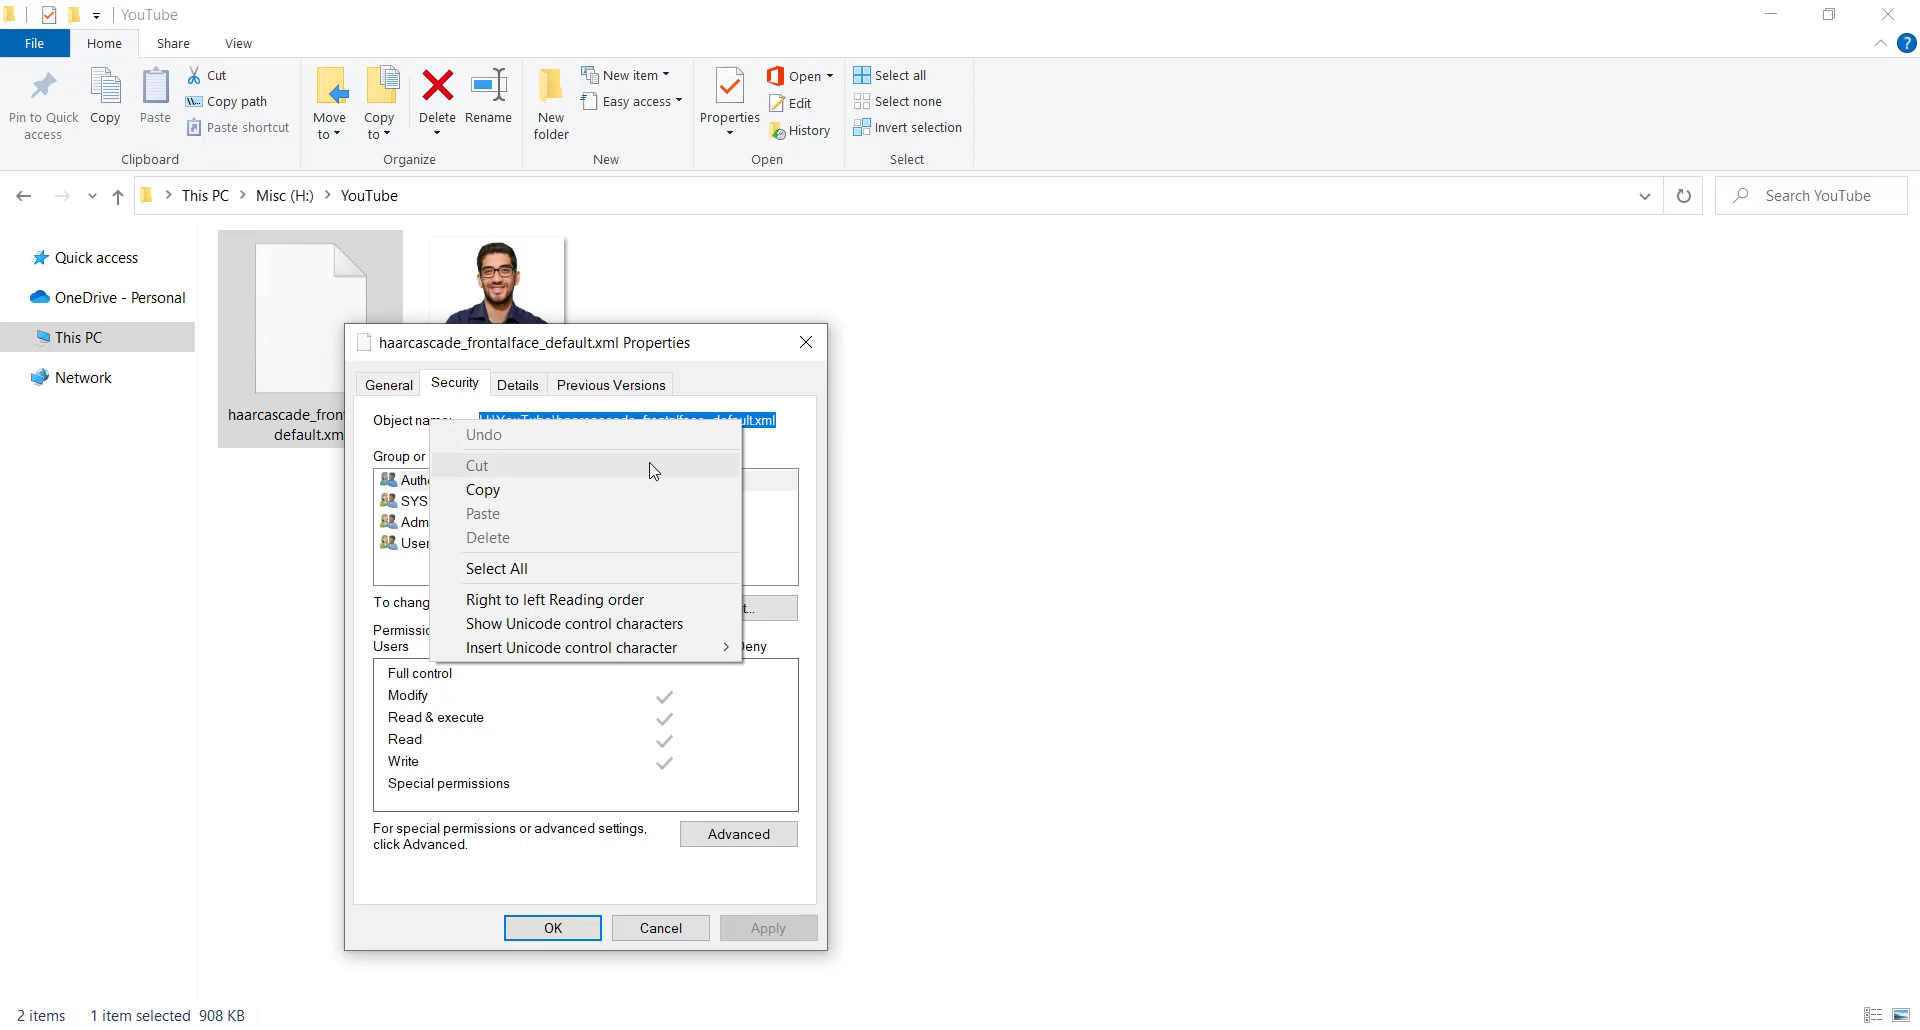 YouTube
File Home Share View
Pin to Quick access
Copy
Paste
Cut
Copy path
Paste shortcut
Clipboard
Move to
Copy to
Delete
Rename
Organize
New folder
New item
Easy access
New
Properties
Open
Edit
History
Open
Select all
Select none
Invert selection
Select
This PC > Misc (H:) > YouTube
Search YouTube
Quick access
OneDrive - Personal
This PC
Network
haarcascade_fron
default.xm
haarcascade_frontalface_default.xml Properties
General Security Details Previous Versions
Object name:
H:\YouTube\haarcascade_frontalface_default.xml
Group or
Authe
SYS
Adm
User
To chang
t...
Permissio
Users
Deny
Undo
Cut
Copy
Paste
Delete
Select All
Right to left Reading order
Show Unicode control characters
Insert Unicode control character >
Full control
Modify
Read & execute
Read
Write
Special permissions
For special permissions or advanced settings,
click Advanced.
Advanced
OK Cancel Apply
2 items 1 item selected 908 KB